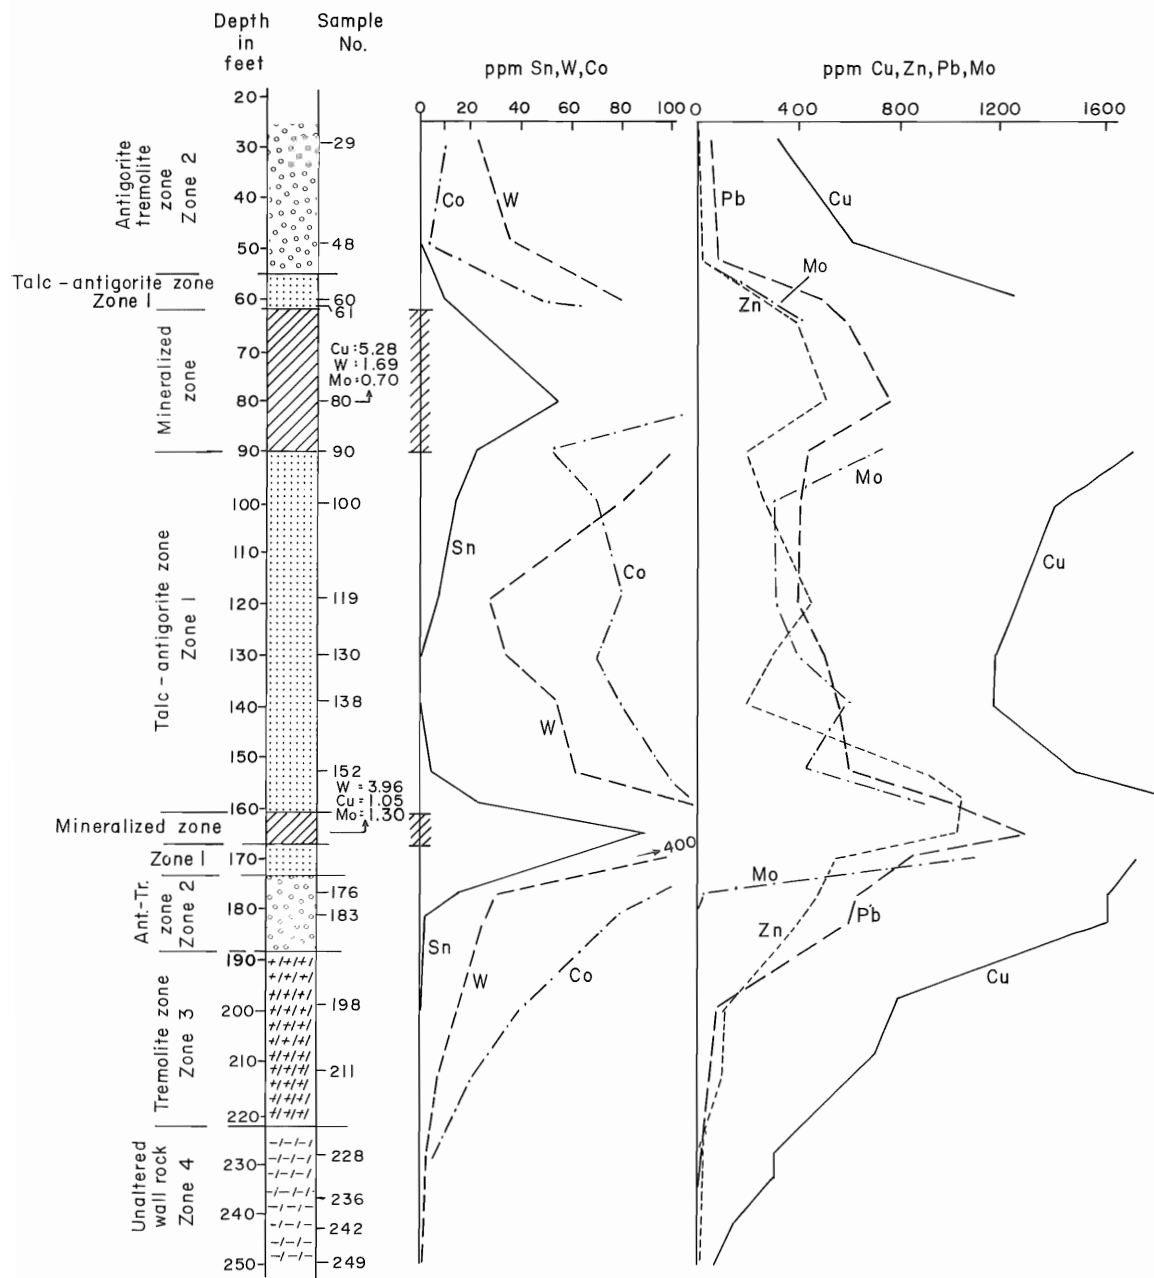 Depth
in
feet
Sample
No.
ppm Sn,W,Co
ppm Cu,Zn,Pb,Mo
0 20 40 60 80 100
0 400 800 1200 1600
20
30
40
50
60
70
80
90
100
110
120
130
140
150
160
170
180
190
200
210
220
230
240
250
29
48
60
61
80
90
100
119
130
138
152
176
183
198
211
228
236
242
249
Antigorite
tremolite
zone
Zone 2
Talc-antigorite zone
Zone I
Mineralized
zone
Talc-antigorite zone
Zone I
Mineralized zone
Zone I
Ant.-Tr.
zone
Zone 2
Tremolite zone
Zone 3
Unaltered
wall rock
Zone 4
Cu=5.28
W=1.69
Mo=0.70
W=3.96
Cu=1.05
Mo=1.30
Co
W
Sn
Co
W
400
Sn
W
Co
Pb
Cu
Mo
Zn
Mo
Cu
Mo
Zn
Pb
Cu